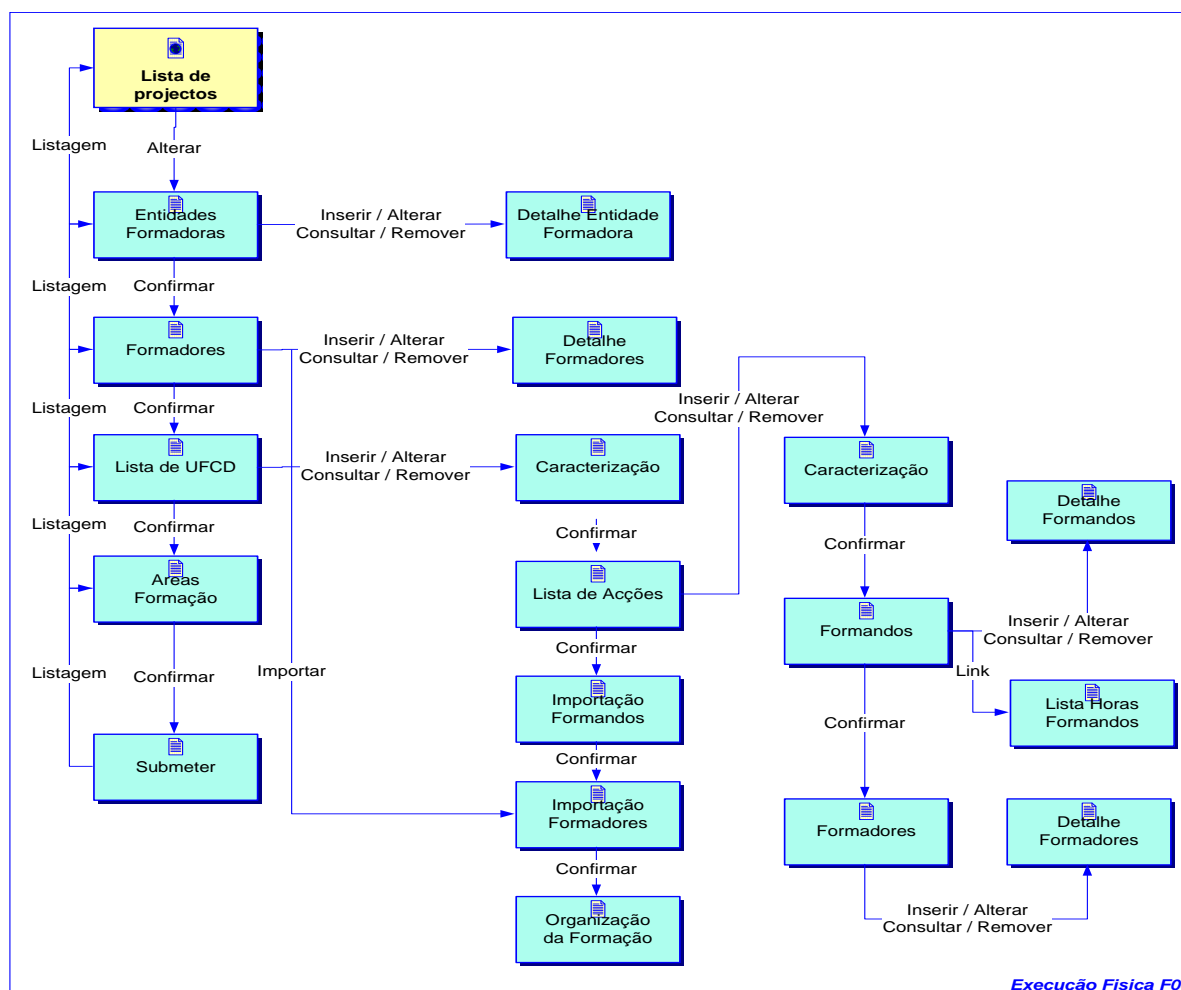 Lista de
projectos
Listagem
Alterar
Entidades
Formadoras
Inserir / Alterar
Consultar / Remover
Detalhe Entidade
Formadora
Listagem
Confirmar
Formadores
Inserir / Alterar
Consultar / Remover
Detalhe
Formadores
Listagem
Confirmar
Inserir / Alterar
Consultar / Remover
Lista de UFCD
Inserir / Alterar
Consultar / Remover
Caracterização
Caracterização
Listagem
Confirmar
Confirmar
Confirmar
Detalhe
Formandos
Areas
Formação
Lista de Acções
Formandos
Inserir / Alterar
Consultar / Remover
Listagem
Confirmar
Importar
Confirmar
Link
Importação
Formandos
Lista Horas
Formandos
Confirmar
Confirmar
Submeter
Importação
Formadores
Formadores
Detalhe
Formadores
Confirmar
Inserir / Alterar
Consultar / Remover
Organização
da Formação
Execução Fisica F0